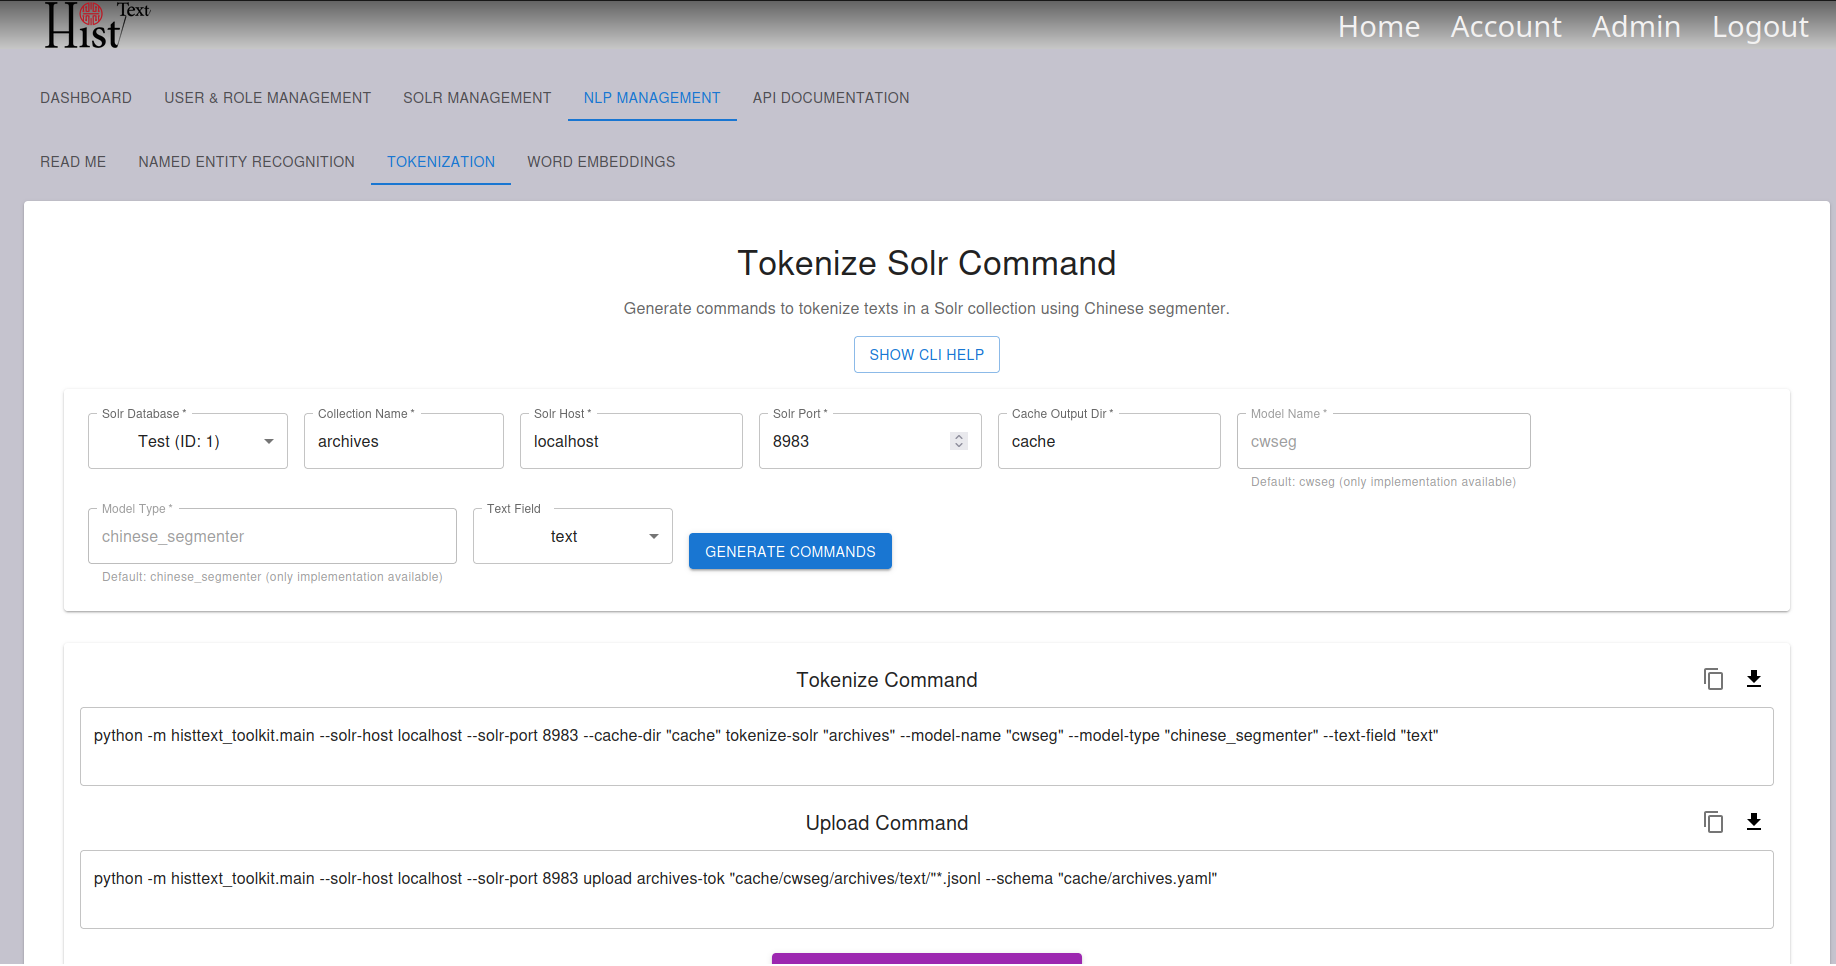 Hist Text
Home Account Admin Logout
DASHBOARD USER & ROLE MANAGEMENT SOLR MANAGEMENT NLP MANAGEMENT API DOCUMENTATION
READ ME NAMED ENTITY RECOGNITION TOKENIZATION WORD EMBEDDINGS
Tokenize Solr Command
Generate commands to tokenize texts in a Solr collection using Chinese segmenter.
SHOW CLI HELP
Solr Database * Collection Name * Solr Host * Solr Port * Cache Output Dir * Model Name *
Test (ID: 1) archives localhost 8983 cache cwseg
Default: cwseg (only implementation available)
Model Type * Text Field
chinese_segmenter text
GENERATE COMMANDS
Default: chinese_segmenter (only implementation available)
Tokenize Command
python -m histtext_toolkit.main --solr-host localhost --solr-port 8983 --cache-dir "cache" tokenize-solr "archives" --model-name "cwseg" --model-type "chinese_segmenter" --text-field "text"
Upload Command
python -m histtext_toolkit.main --solr-host localhost --solr-port 8983 upload archives-tok "cache/cwseg/archives/text/"*.jsonl --schema "cache/archives.yaml"